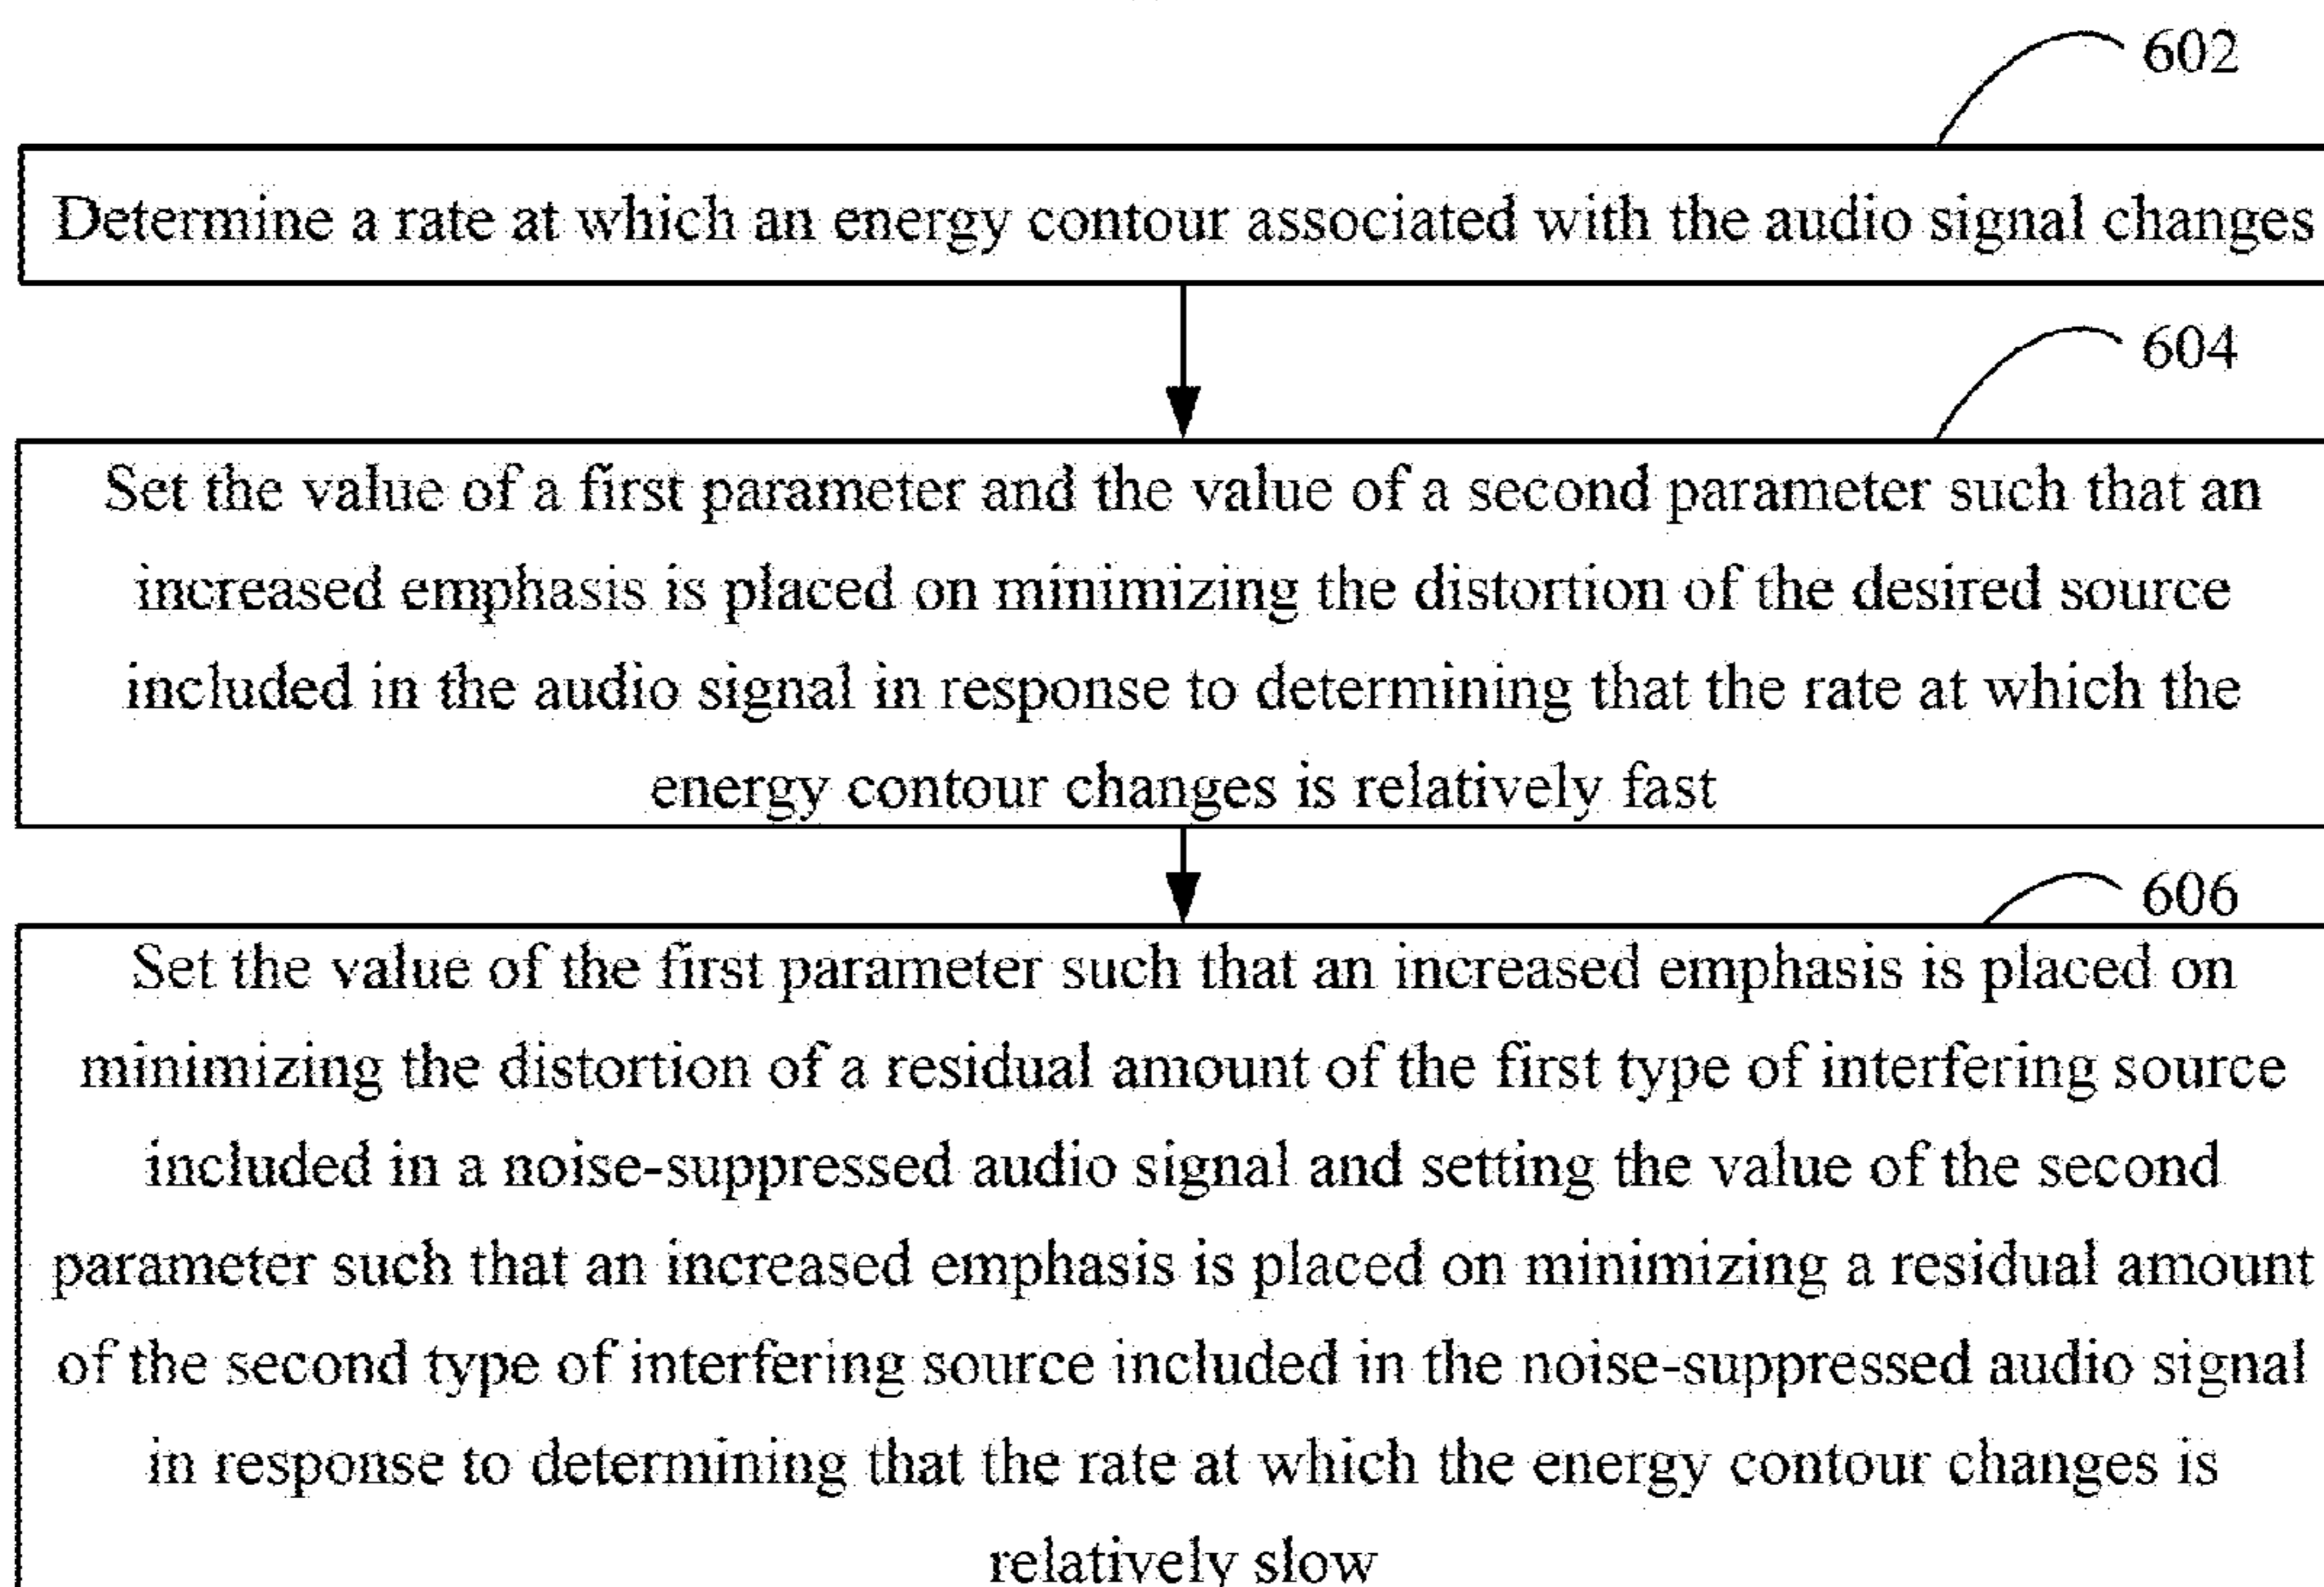 602
Determine a rate at which an energy contour associated with the audio signal changes
604
Set the value of a first parameter and the value of a second parameter such that an
increased emphasis is placed on minimizing the distortion of the desired source
included in the audio signal in response to determining that the rate at which the
energy contour changes is relatively fast
606
Set the value of the first parameter such that an increased emphasis is placed on
minimizing the distortion of a residual amount of the first type of interfering source
included in a noise-suppressed audio signal and setting the value of the second
parameter such that an increased emphasis is placed on minimizing a residual amount
of the second type of interfering source included in the noise-suppressed audio signal
in response to determining that the rate at which the energy contour changes is
relatively slow